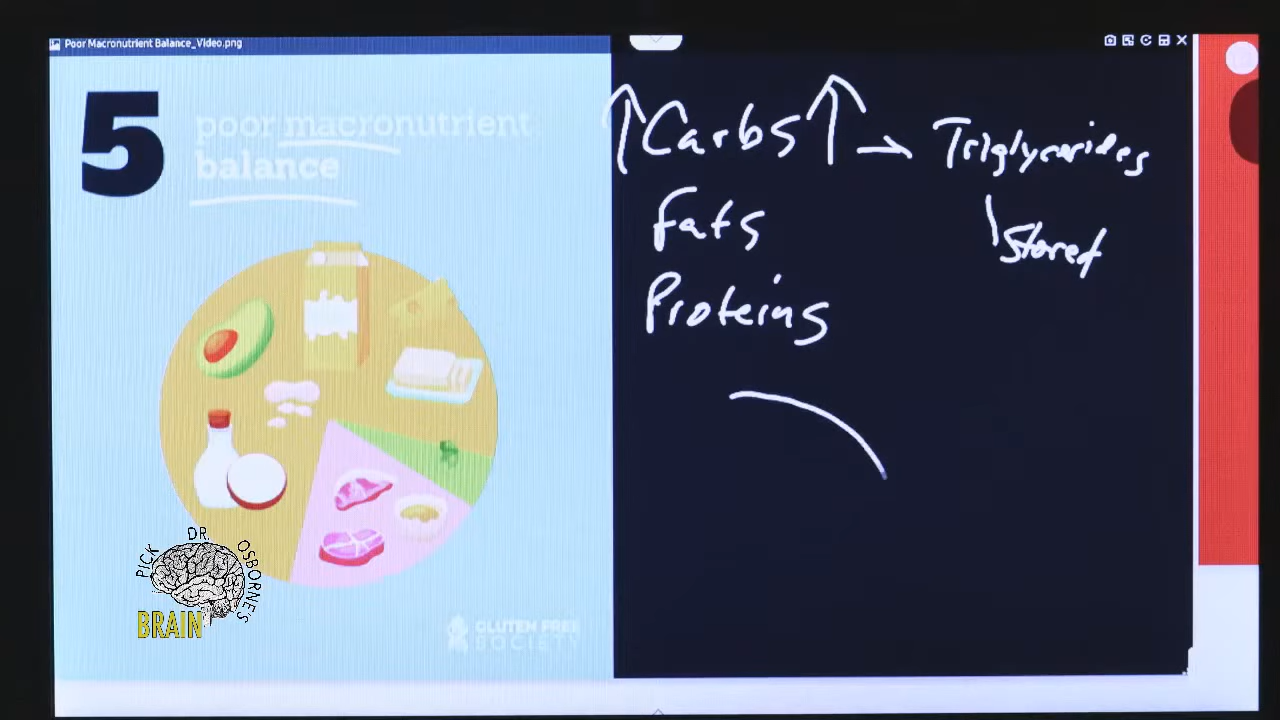 Poor Macronutrient Balance_Video.png
5
poor macronutrient
balance
Carbs → Triglycerides
Stored
Fats
Proteins
PICK DR. OSBORNE'S
BRAIN
GLUTEN FREE
SOCIETY